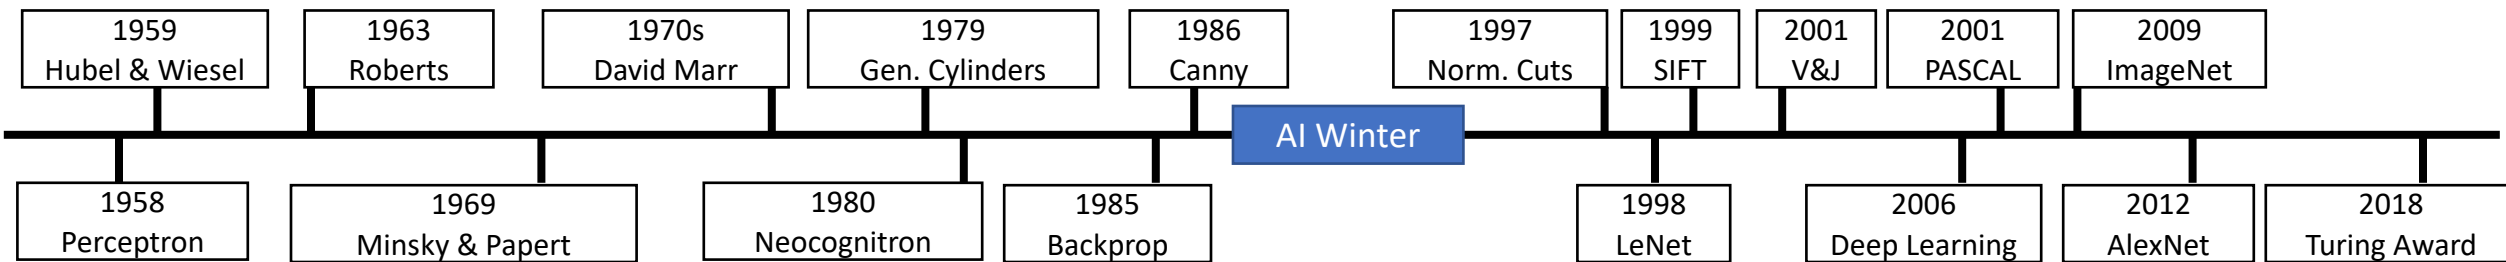 1959
Hubel & Wiesel
1963
Roberts
1970s
David Marr
1979
Gen. Cylinders
1986
Canny
1997
Norm. Cuts
1999
SIFT
2001
V&J
2001
PASCAL
2009
ImageNet
AI Winter
1958
Perceptron
1969
Minsky & Papert
1980
Neocognitron
1985
Backprop
1998
LeNet
2006
Deep Learning
2012
AlexNet
2018
Turing Award